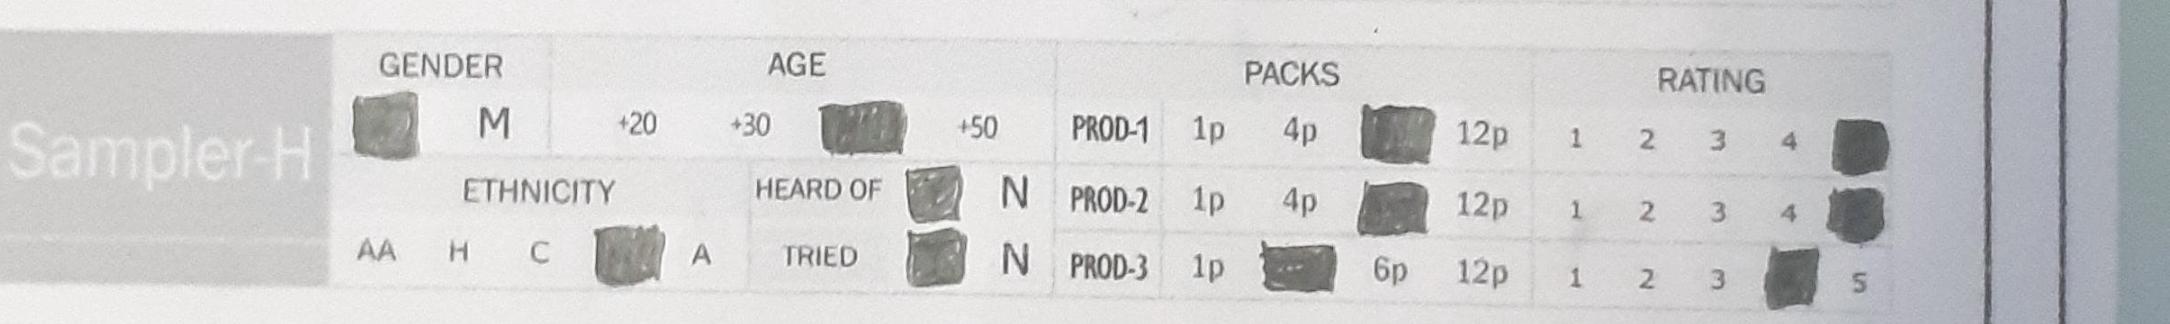 GENDER AGE PACKS RATING
Sampler-H
M +20 +30 +50 PROD-1 1p 4p 12p 1 2 3 4
ETHNICITY HEARD OF N PROD-2 1p 4p 12p 1 2 3 4
AA H C A TRIED N PROD-3 1p 6p 12p 1 2 3 5